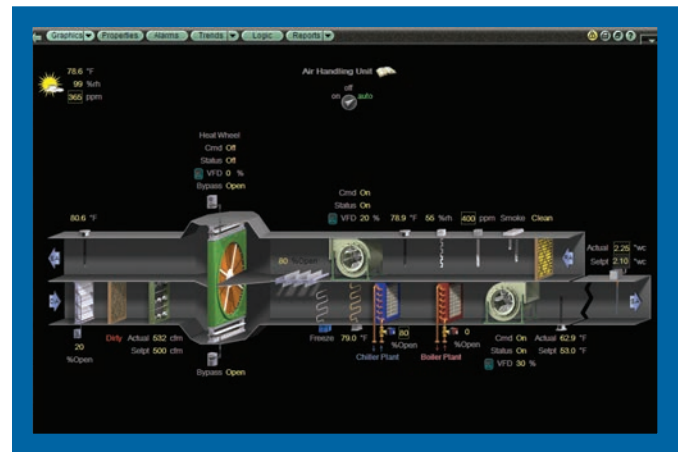 Graphics Properties Alarms Trends Logic Reports
78.6 °F
99 %rh
365 ppm
Air Handling Unit
off
on auto
Heat Wheel
Cmd Off
Status Off
VFD 0 %
Bypass Open
Cmd On
Status On
VFD 20 %
80.6 °F
78.9 °F 55 %rh 400 ppm Smoke Clean
80 %Open
Actual 2.25 "wc
Setpt 2.10 "wc
20
%Open
Dirty Actual 532 cfm
Setpt 500 cfm
Bypass Open
Freeze 79.0 °F
80
%Open
Chiller Plant
0
%Open
Boiler Plant
Cmd On
Status On
VFD 30 %
Actual 62.9 °F
Setpt 53.0 °F